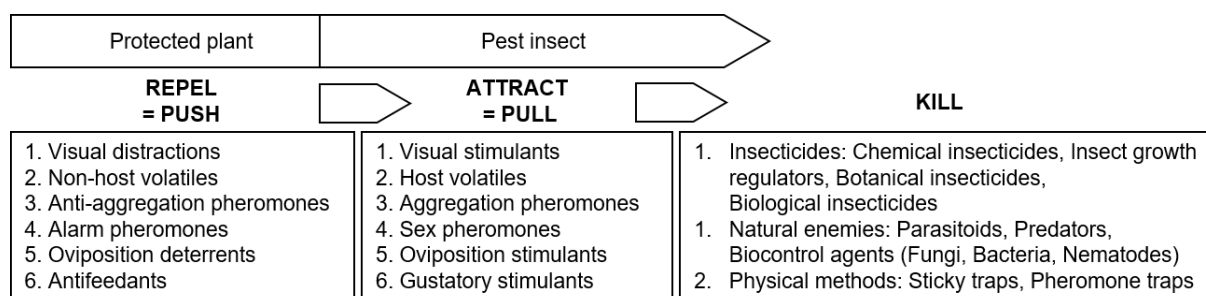 Protected plant
Pest insect
REPEL
= PUSH
ATTRACT
= PULL
KILL
1. Visual distractions
2. Non-host volatiles
3. Anti-aggregation pheromones
4. Alarm pheromones
5. Oviposition deterrents
6. Antifeedants
1. Visual stimulants
2. Host volatiles
3. Aggregation pheromones
4. Sex pheromones
5. Oviposition stimulants
6. Gustatory stimulants
1. Insecticides: Chemical insecticides, Insect growth
regulators, Botanical insecticides,
Biological insecticides
1. Natural enemies: Parasitoids, Predators,
Biocontrol agents (Fungi, Bacteria, Nematodes)
2. Physical methods: Sticky traps, Pheromone traps